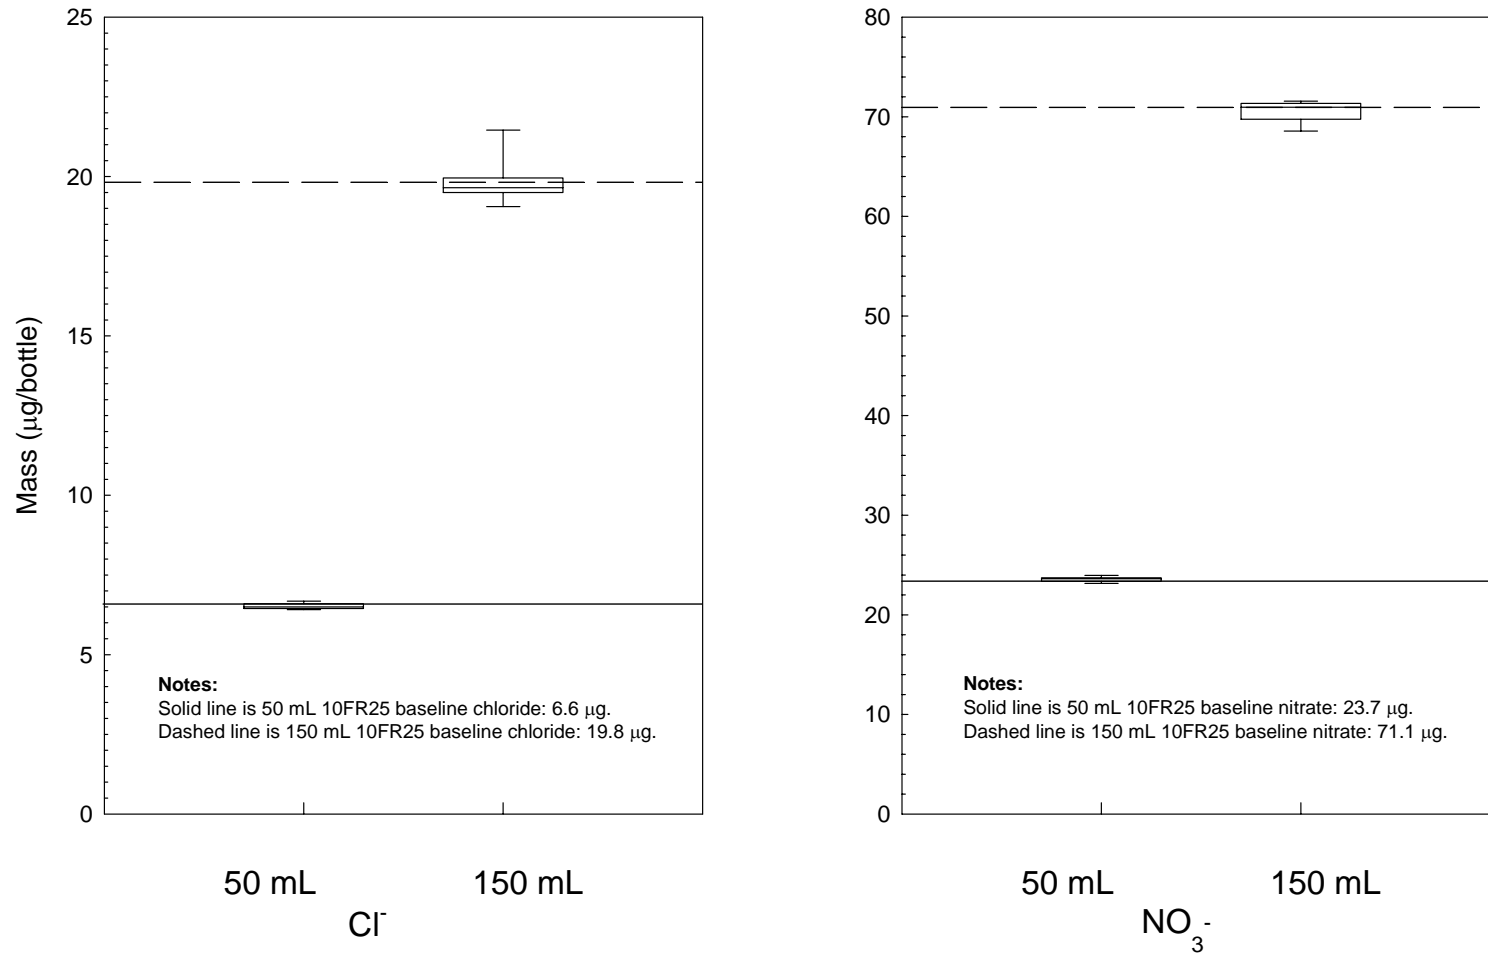 Mass (μg/bottle)
25
20
15
10
5
0
Notes:
Solid line is 50 mL 10FR25 baseline chloride: 6.6 μg.
Dashed line is 150 mL 10FR25 baseline chloride: 19.8 μg.
50 mL
150 mL
Cl⁻
80
70
60
50
40
30
20
10
0
Notes:
Solid line is 50 mL 10FR25 baseline nitrate: 23.7 μg.
Dashed line is 150 mL 10FR25 baseline nitrate: 71.1 μg.
50 mL
150 mL
NO₃⁻